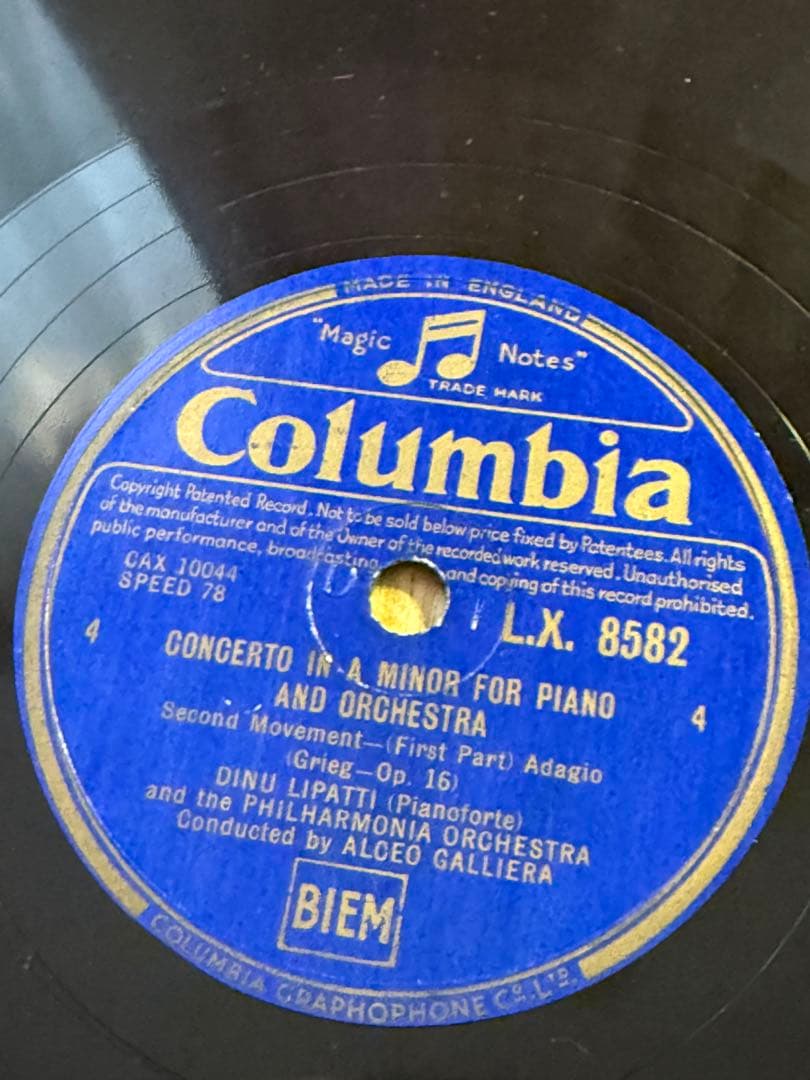 MADE IN ENGLAND
"Magic Notes"
TRADE MARK
Columbia
Copyright Patented Record. Not to be sold below price fixed by Patentees. All rights
of the manufacturer and of the Owner of the recorded work reserved. Unauthorised
public performance, broadcasting and copying of this record prohibited.
CAX 10044
SPEED 78
L.X. 8582
4
4
CONCERTO IN A MINOR FOR PIANO
AND ORCHESTRA
Second Movement—(First Part) Adagio
(Grieg—Op. 16)
DINU LIPATTI (Pianoforte)
and the PHILHARMONIA ORCHESTRA
Conducted by ALCEO GALLIERA
BIEM
COLUMBIA GRAPHOPHONE CO. LTD.